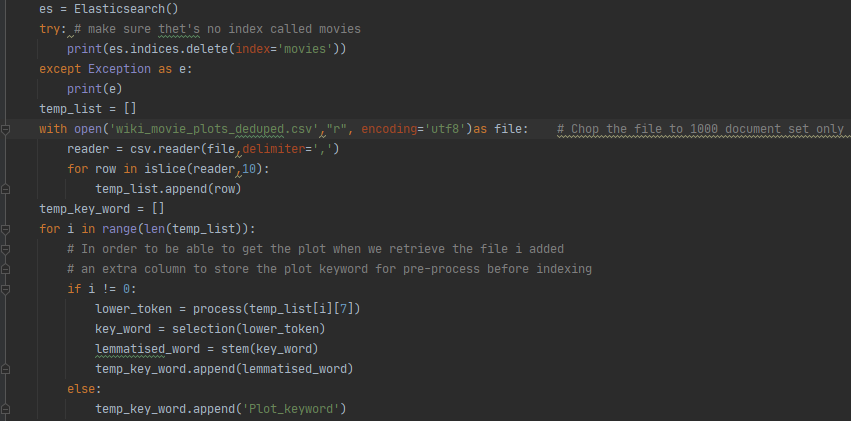 es = Elasticsearch()
try: # make sure thet's no index called movies
    print(es.indices.delete(index='movies'))
except Exception as e:
    print(e)
temp_list = []
with open('wiki_movie_plots_deduped.csv',"r", encoding='utf8')as file:    # Chop the file to 1000 document set only
    reader = csv.reader(file,delimiter=',')
    for row in islice(reader,10):
        temp_list.append(row)
temp_key_word = []
for i in range(len(temp_list)):
    # In order to be able to get the plot when we retrieve the file i added
    # an extra column to store the plot keyword for pre-process before indexing
    if i != 0:
        lower_token = process(temp_list[i][7])
        key_word = selection(lower_token)
        lemmatised_word = stem(key_word)
        temp_key_word.append(lemmatised_word)
    else:
        temp_key_word.append('Plot_keyword')